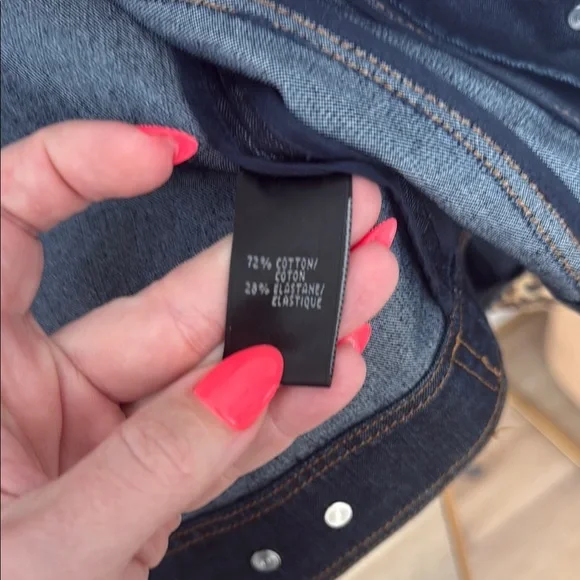 72% COTTON/
COTON
28% ELASTANE/
ELASTIQUE